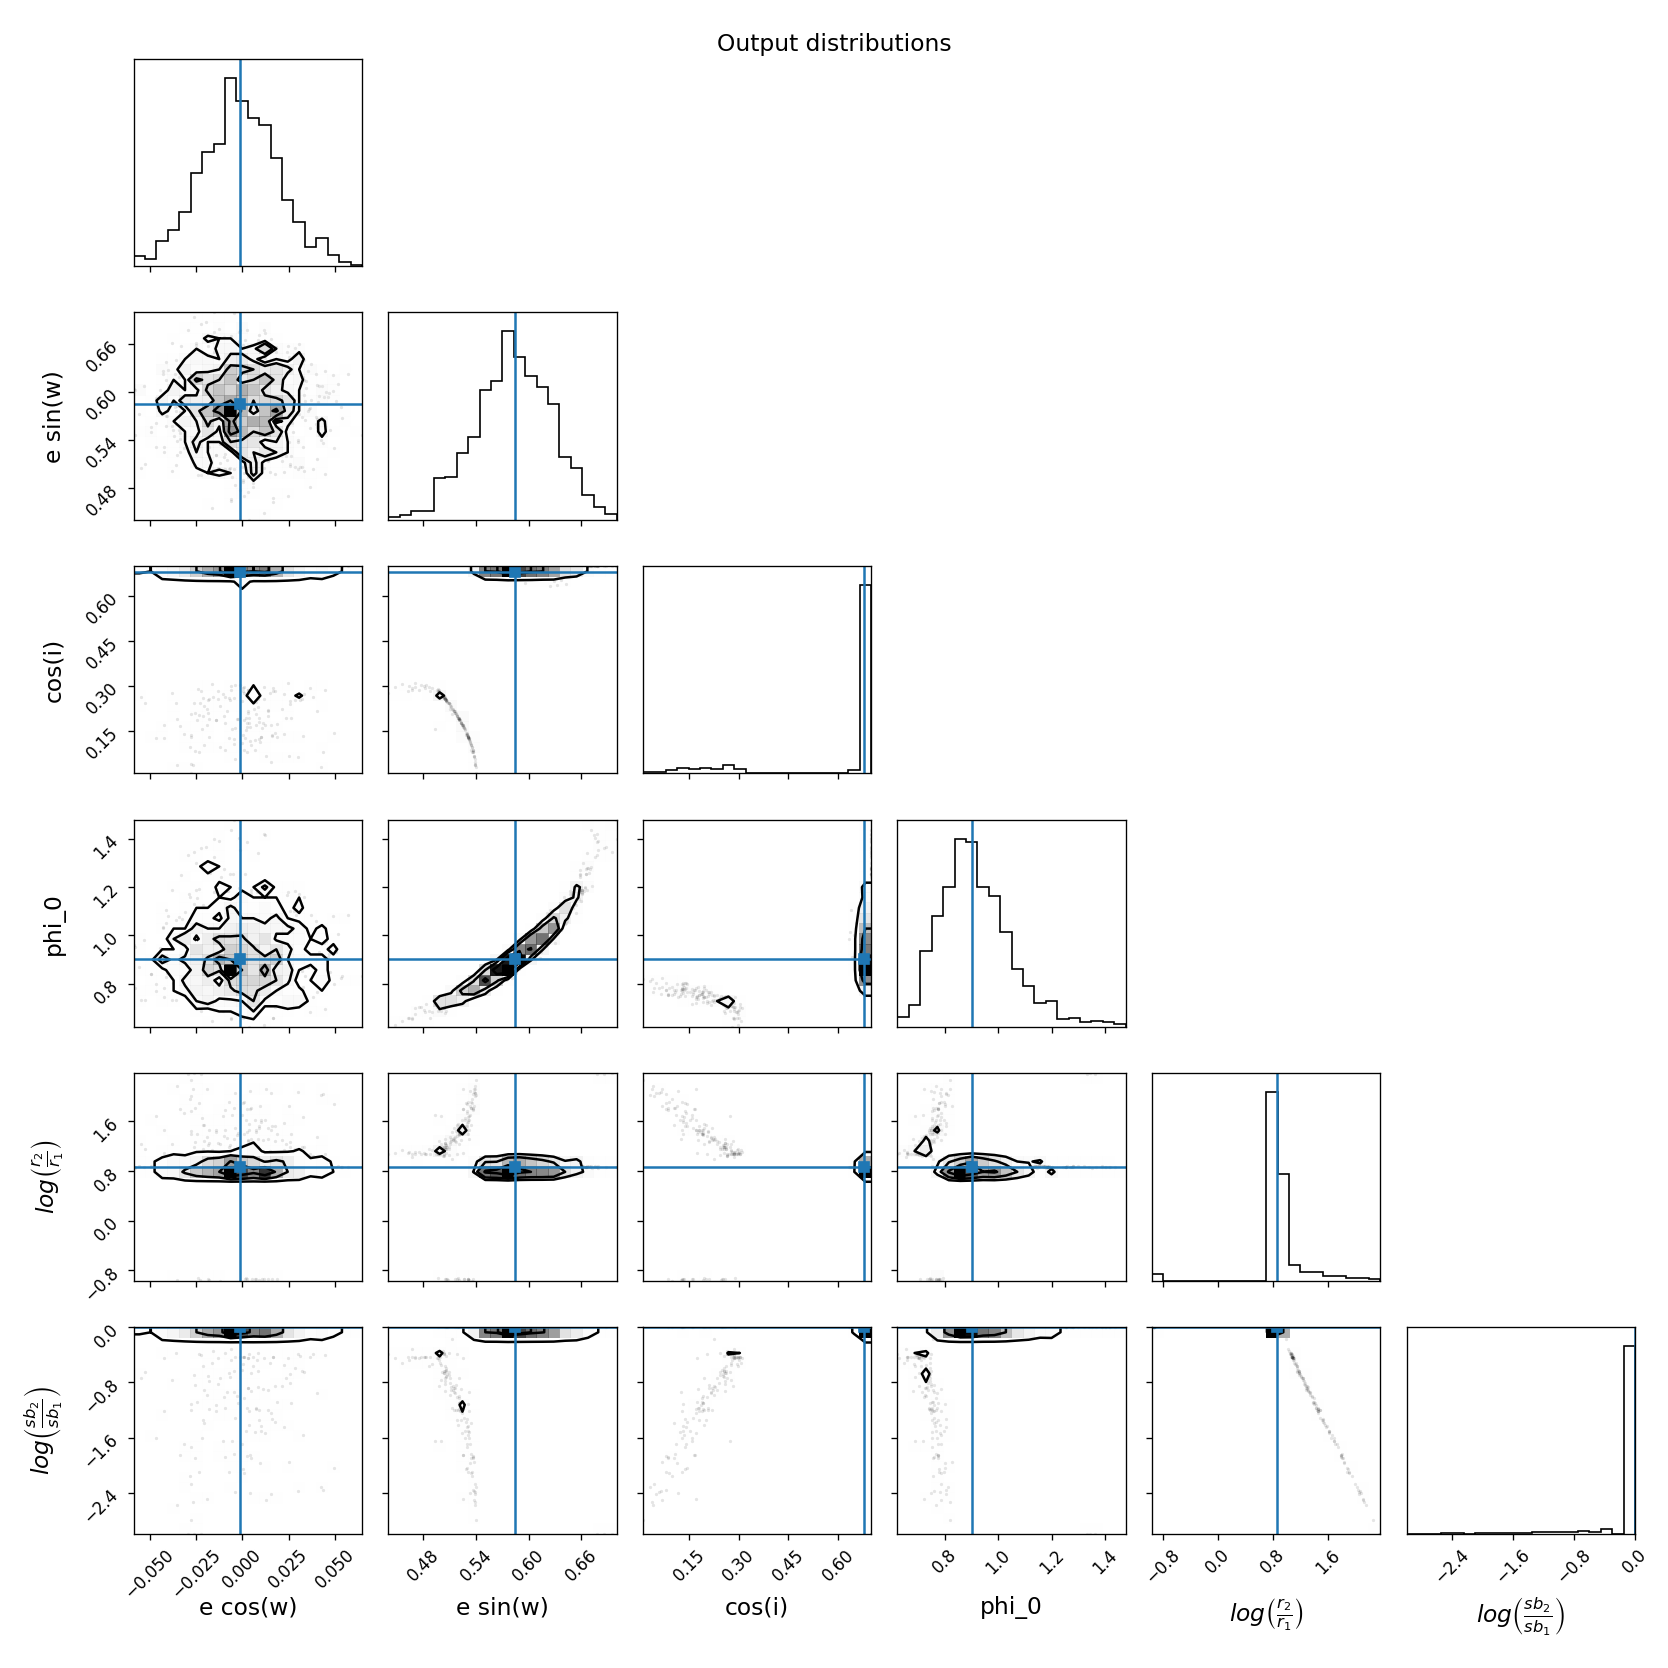 Output distributions
e sin(w)
0.66
0.60
0.54
0.48
cos(i)
0.60
0.45
0.30
0.15
phi_0
1.4
1.2
1.0
0.8
log(r₂/r₁)
1.6
0.8
0.0
−0.8
log(sb₂/sb₁)
0.0
−0.8
−1.6
−2.4
−0.050 −0.025 0.000 0.025 0.050
0.48 0.54 0.60 0.66
0.15 0.30 0.45 0.60
0.8 1.0 1.2 1.4
−0.8 0.0 0.8 1.6
−2.4 −1.6 −0.8 0.0
e cos(w)
e sin(w)
cos(i)
phi_0
log(r₂/r₁)
log(sb₂/sb₁)